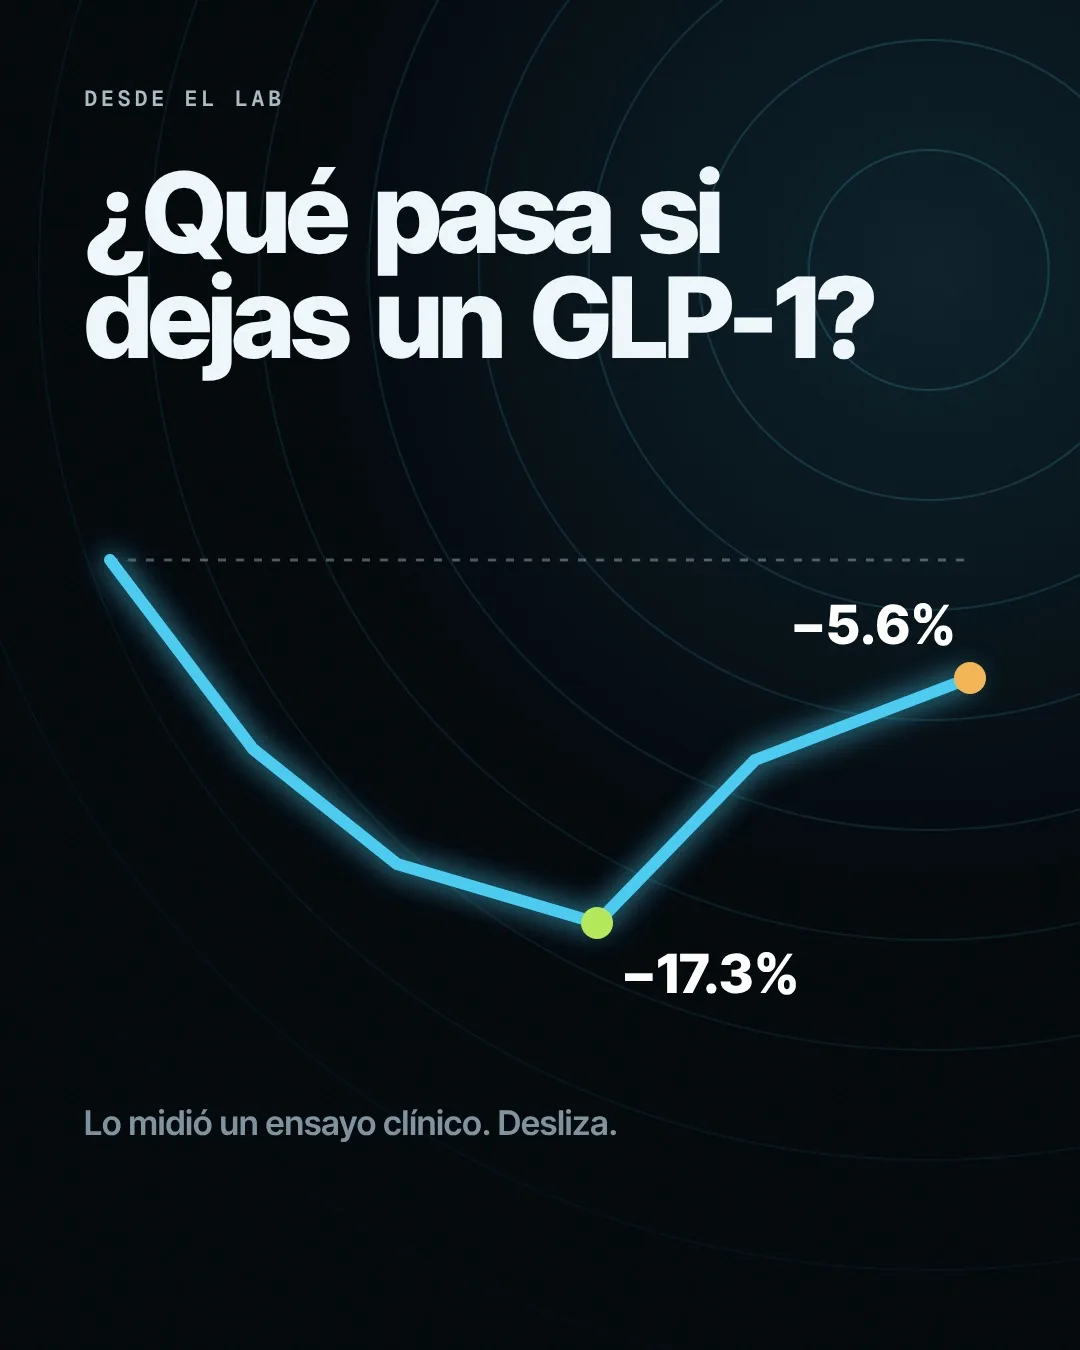 DESDE EL LAB
¿Qué pasa si
dejas un GLP-1?
–5.6%
–17.3%
Lo midió un ensayo clínico. Desliza.